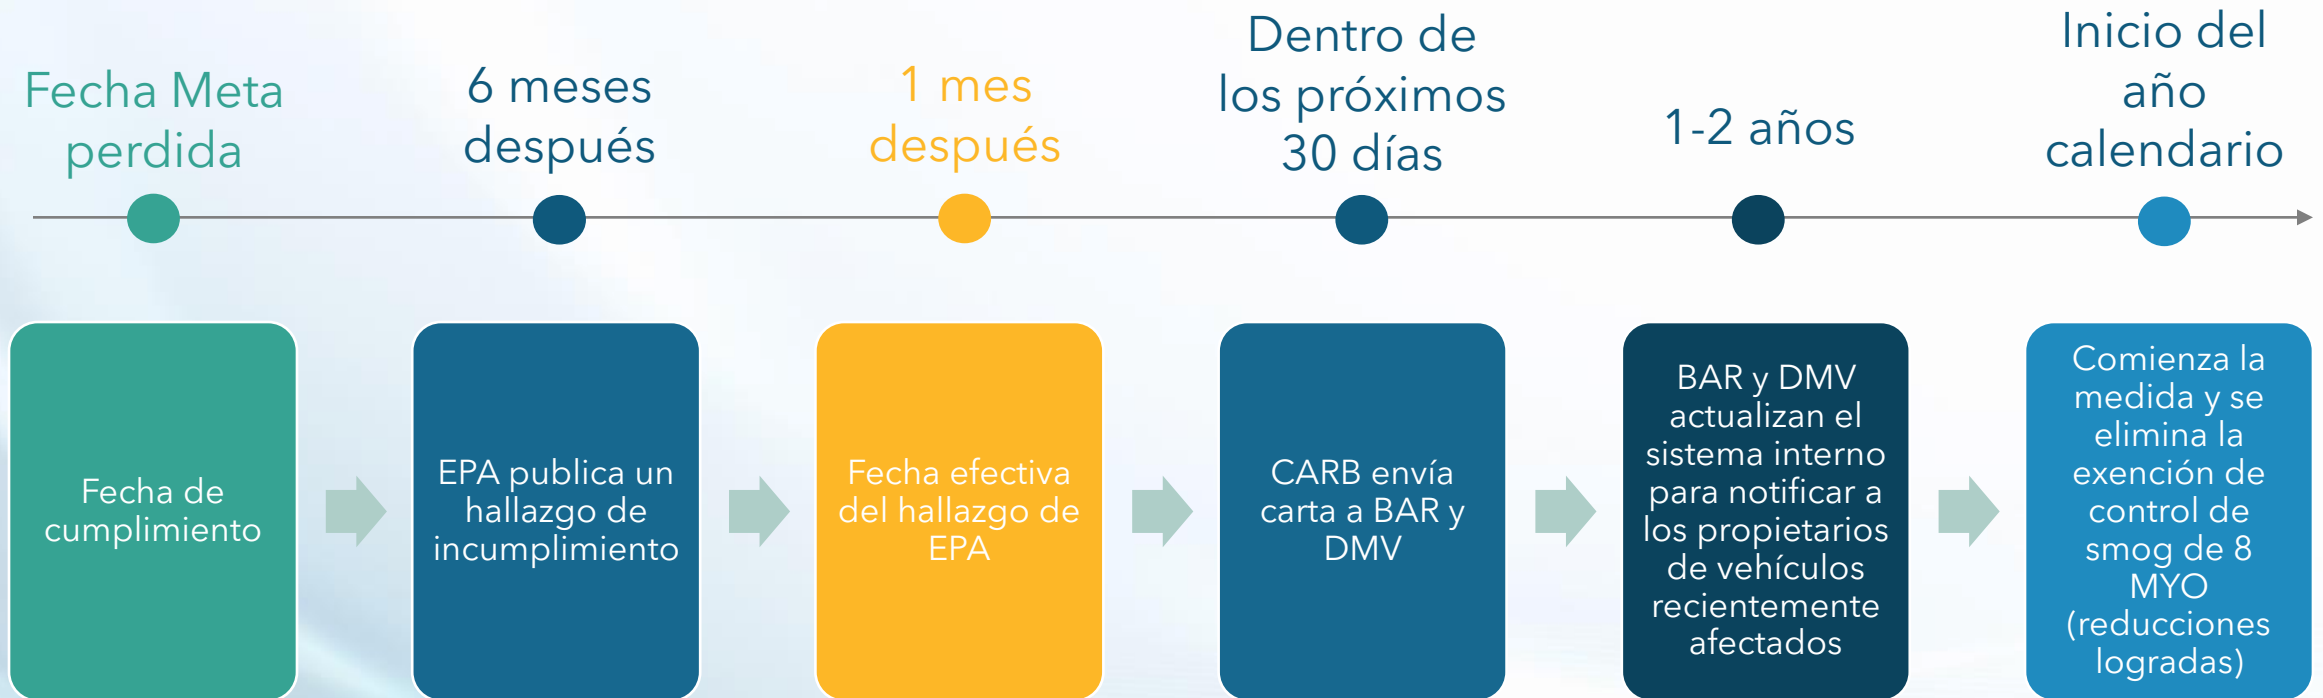 Fecha Meta
perdida
6 meses
después
1 mes
después
Dentro de
los próximos
30 días
1-2 años
Inicio del
año
calendario
Fecha de
cumplimiento
EPA publica un
hallazgo de
incumplimiento
Fecha efectiva
del hallazgo de
EPA
CARB envía
carta a BAR y
DMV
BAR y DMV
actualizan el
sistema interno
para notificar a
los propietarios
de vehículos
recientemente
afectados
Comienza la
medida y se
elimina la
exención de
control de
smog de 8
MYO
(reducciones
logradas)